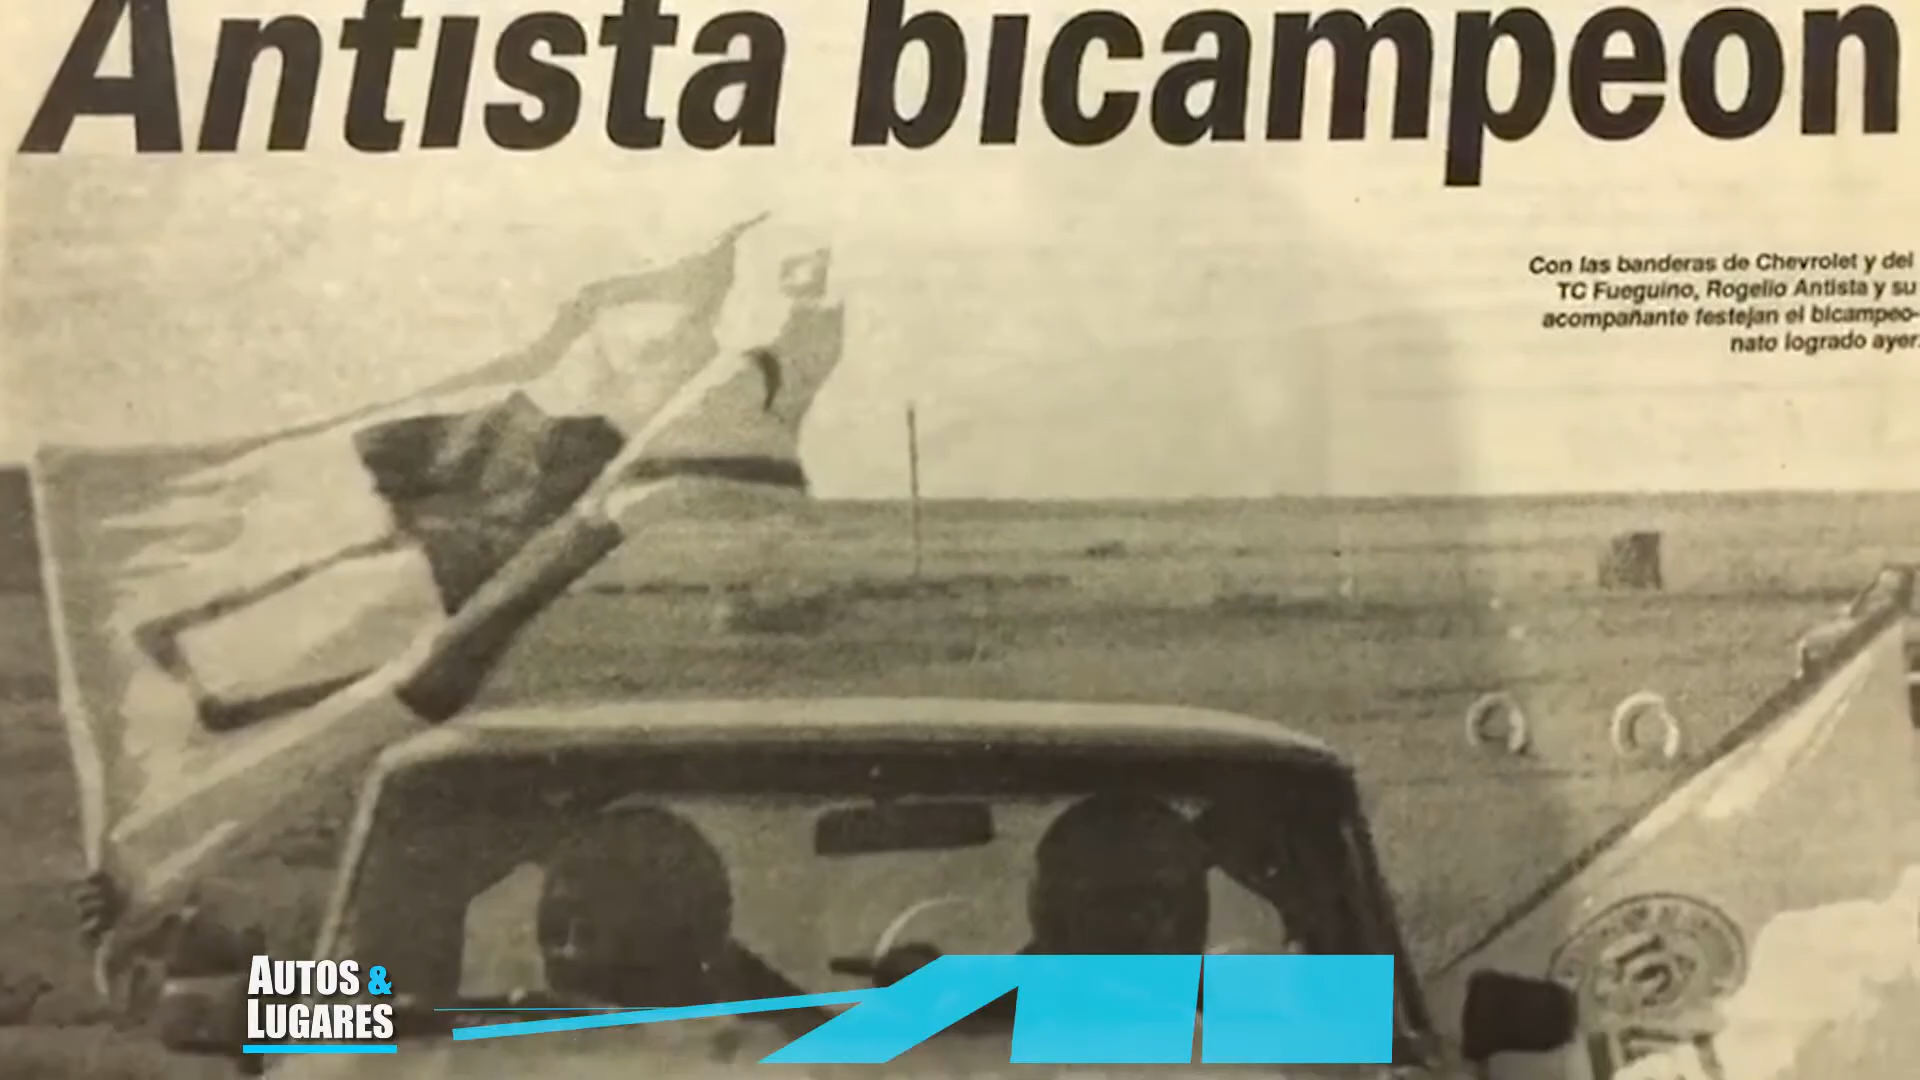 Antista bicampeon
Con las banderas de Chevrolet y del
TC Fueguino, Rogelio Antista y su
acompañante festejan el bicampeo-
nato logrado ayer.
AUTOS &
LUGARES